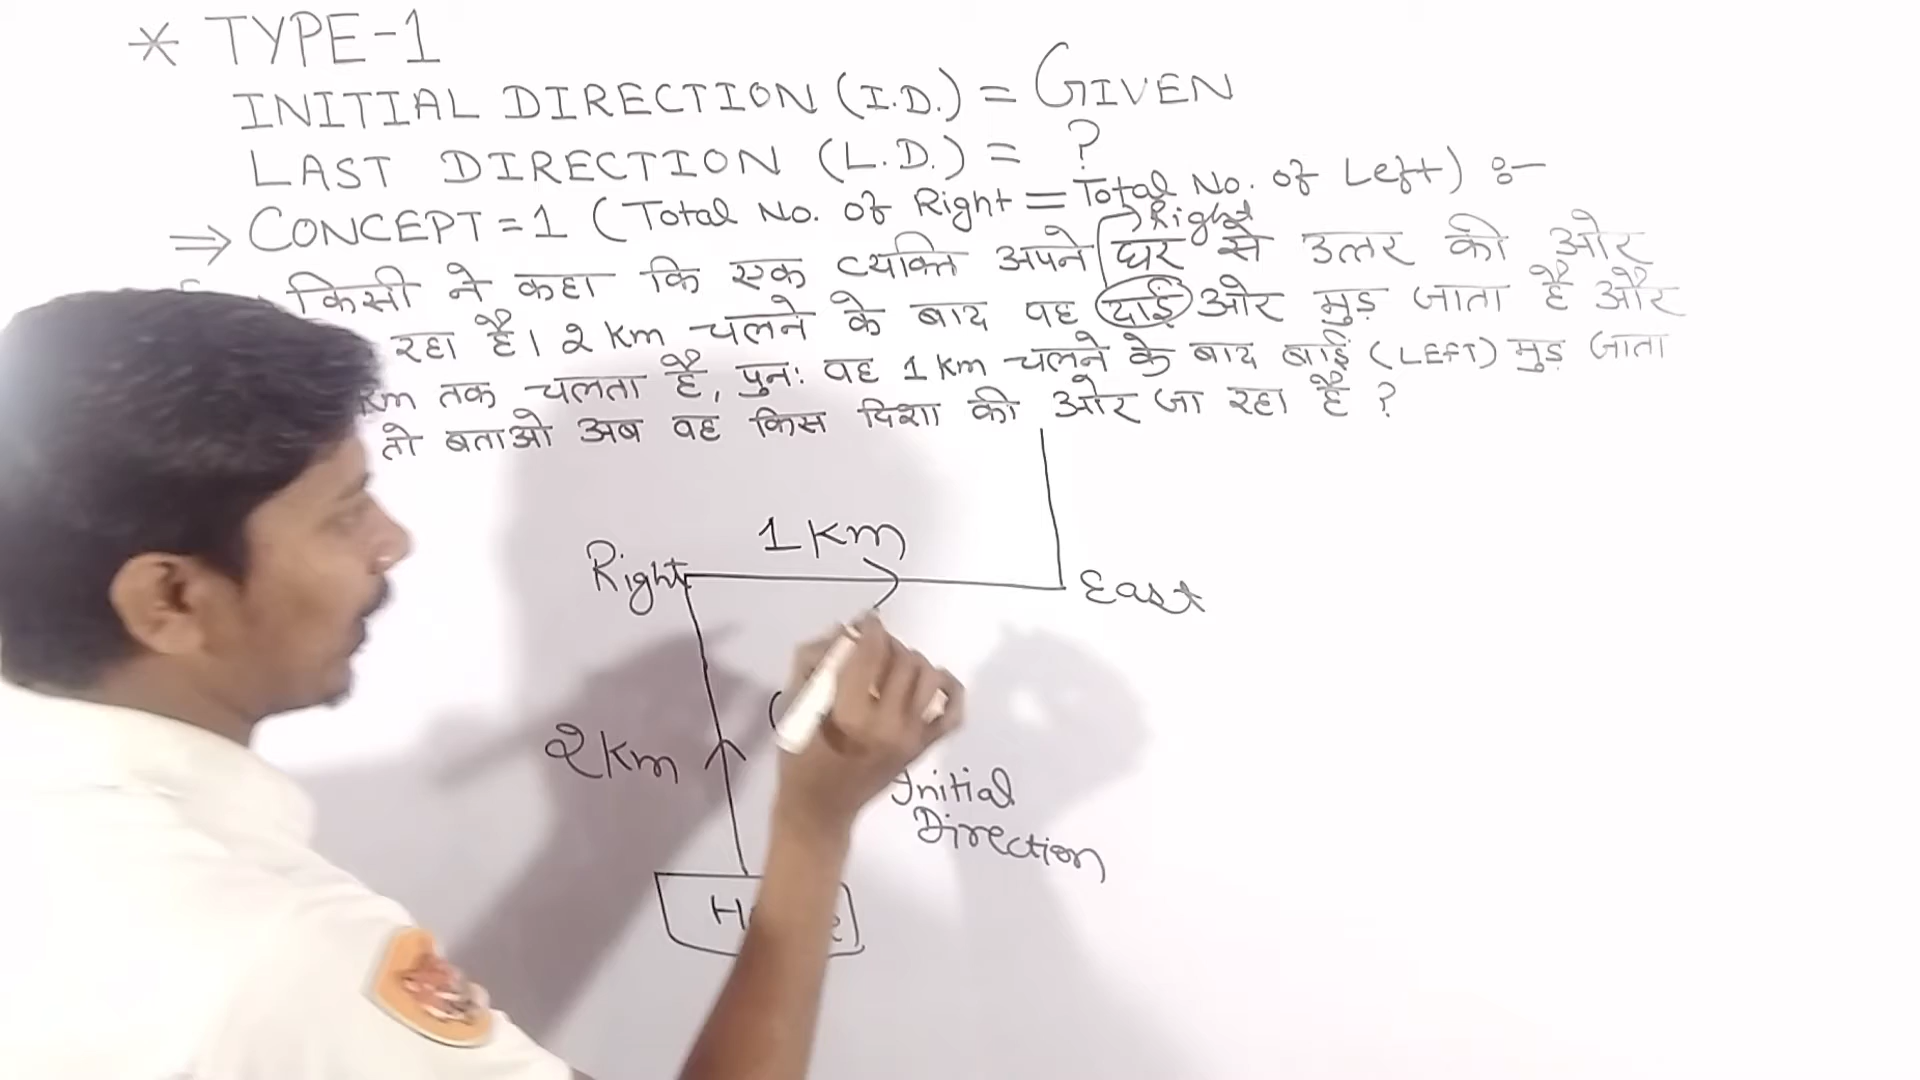 * TYPE-1
INITIAL DIRECTION (I.D.) = GIVEN
LAST DIRECTION (L.D.) = ?
⇒ CONCEPT = 1 (Total No. of Right = Total No. of Left) :-
Right
किसी ने कहा कि एक व्यक्ति अपने घर से उत्तर की ओर
रहा है। 2 Km चलने के बाद वह दाई ओर मुड़ जाता है और
Km तक चलता है, पुनः वह 1 Km चलने के बाद बाई (LEFT) मुड़ जाता
तो बताओ अब वह किस दिशा की ओर जा रहा है ?
1 Km
Right
East
2 Km
Initial
Direction